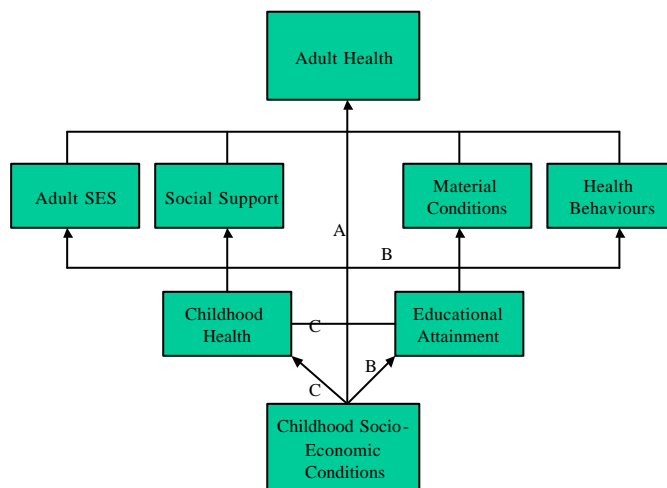 Adult Health
Adult SES
Social Support
Material
Conditions
Health
Behaviours
A
B
Childhood
Health
C
Educational
Attainment
B
C
Childhood Socio-
Economic
Conditions